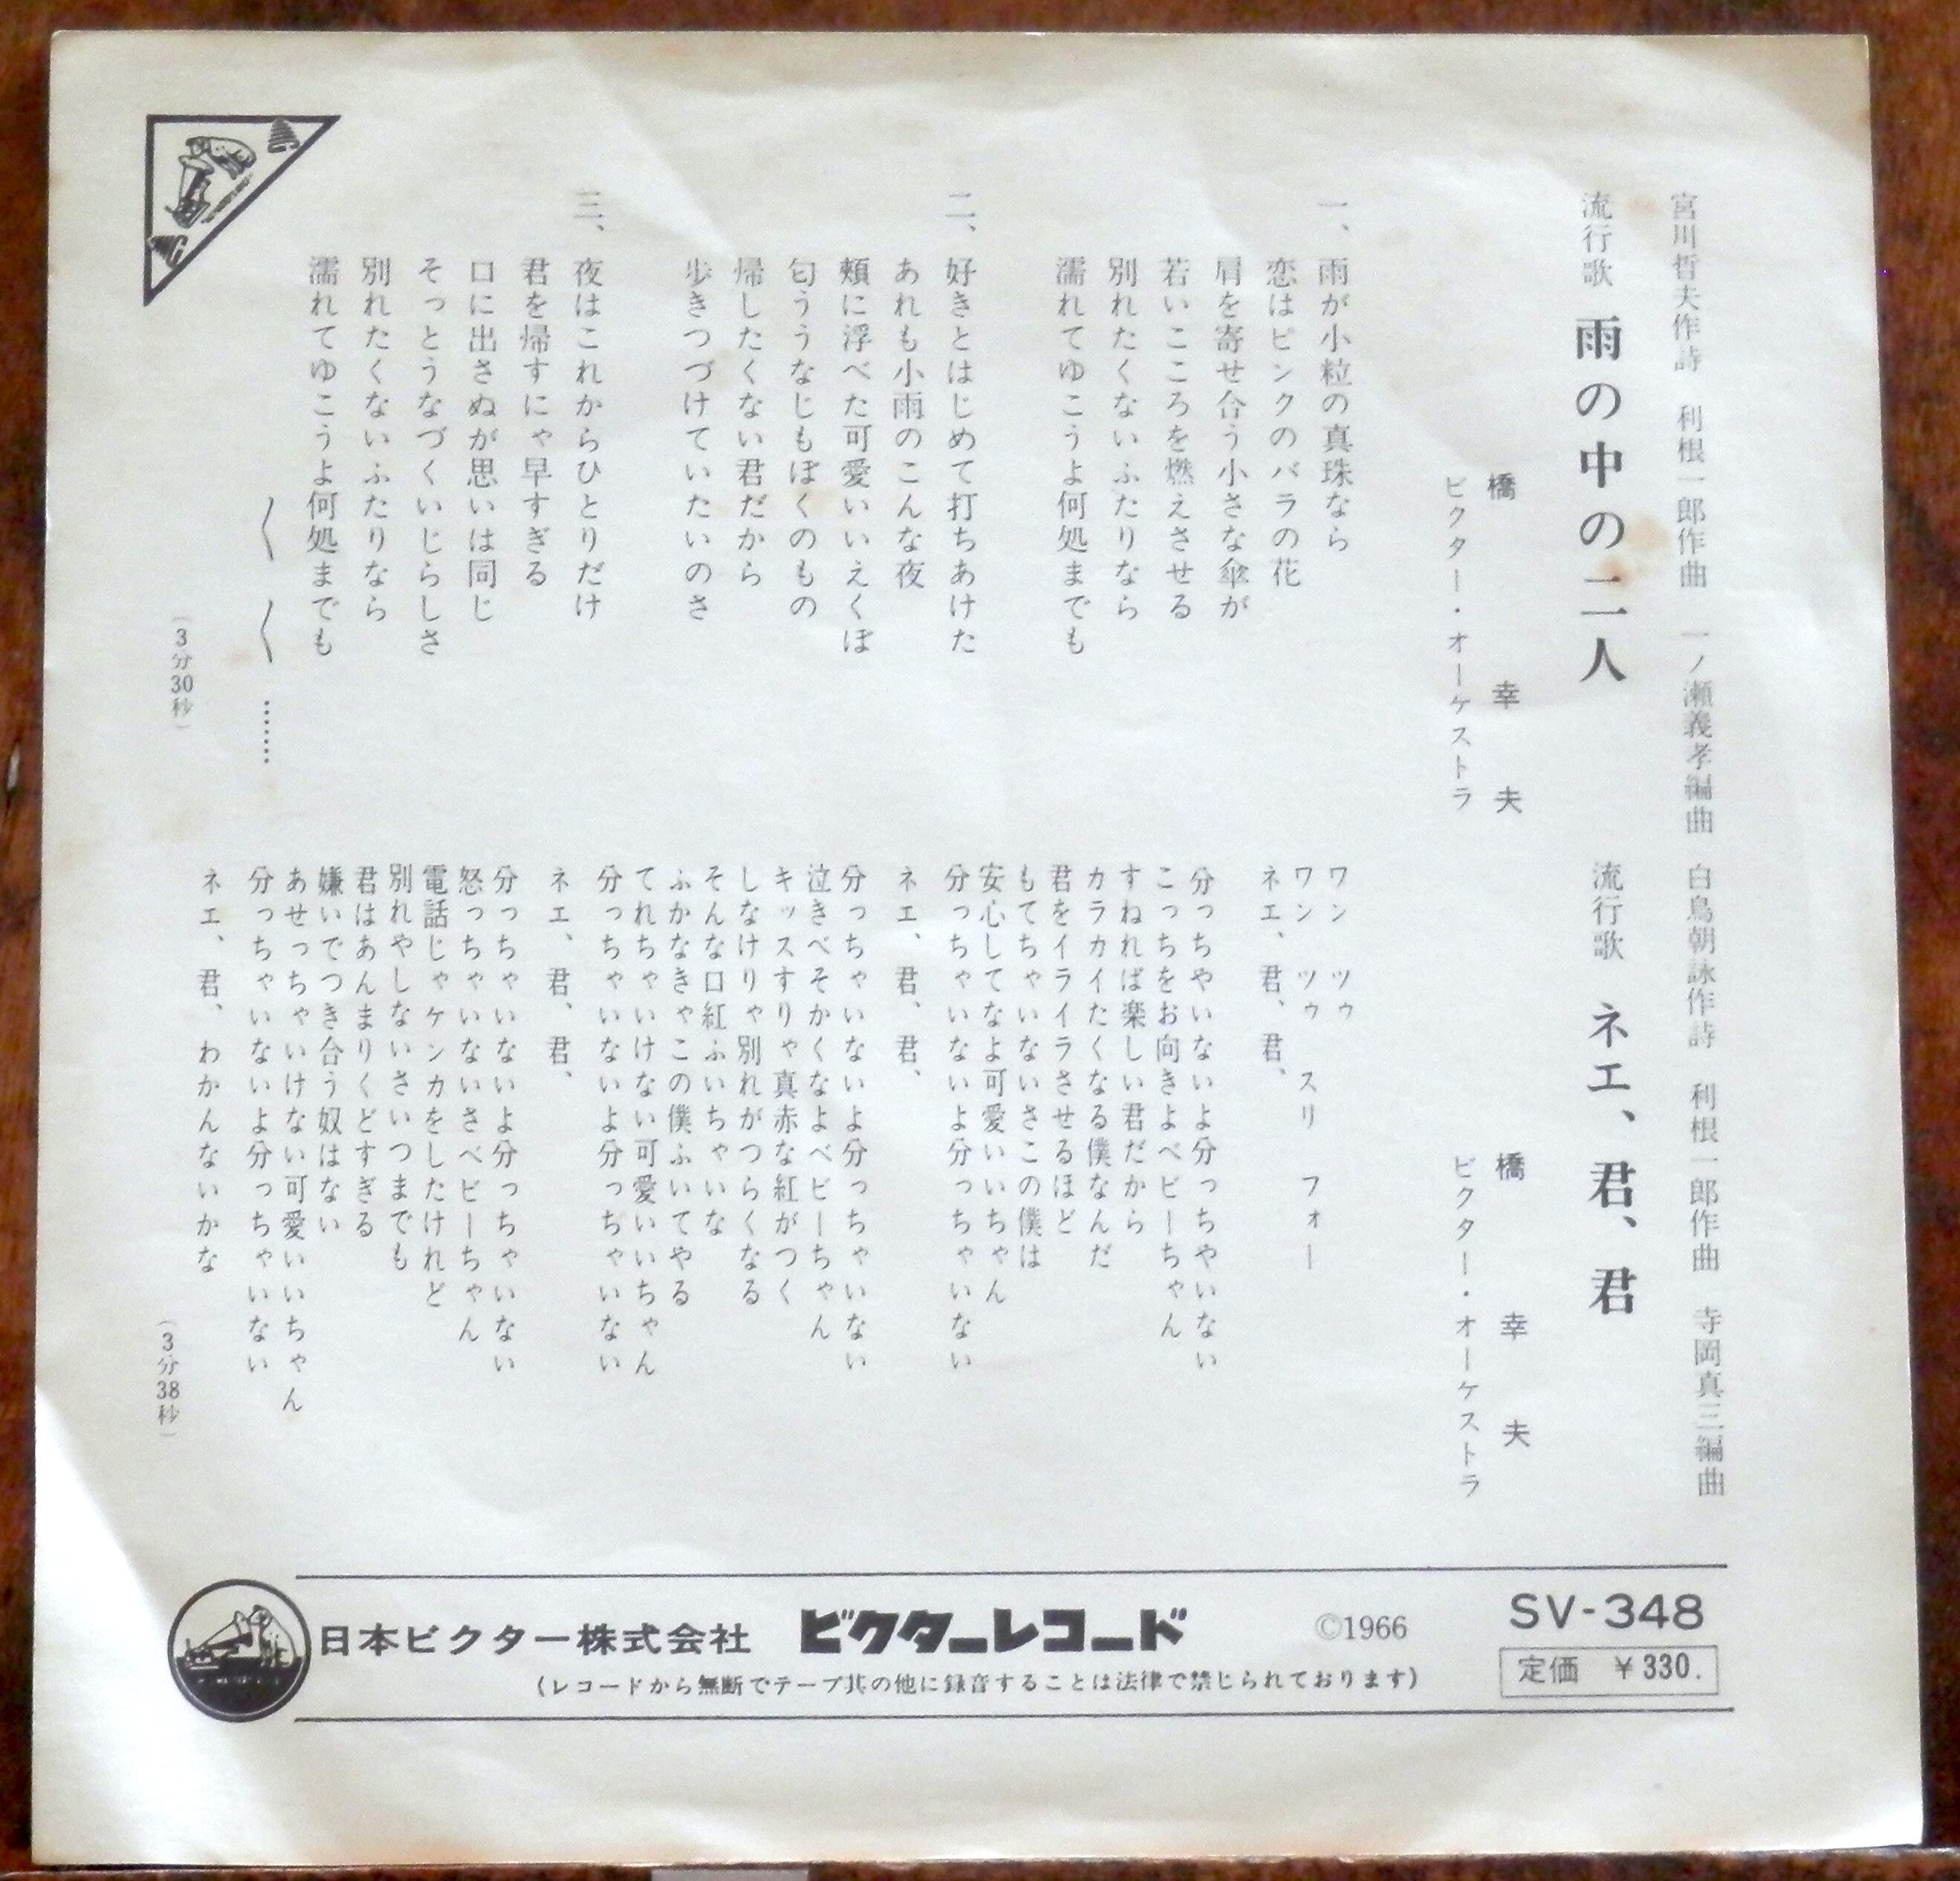 宮川哲夫作詩　利根一郎作曲　一ノ瀬義孝編曲
流行歌　雨の中の二人
橋　幸夫
ビクター・オーケストラ
一、雨が小粒の真珠なら
恋はピンクのバラの花
肩を寄せ合う小さな傘が
若いこころを燃えさせる
別れたくないふたりなら
濡れてゆこうよ何処までも
二、好きとはじめて打ちあけた
あれも小雨のこんな夜
頬に浮べた可愛いいえくぼ
匂ううなじもぼくのもの
帰したくない君だから
歩きつづけていたいのさ
三、夜はこれからひとりだけ
君を帰すにゃ早すぎる
口に出さぬが思いは同じ
そっとうなづくいじらしさ
別れたくないふたりなら
濡れてゆこうよ何処までも
〳〵　〳〵　……
（3分30秒）
白鳥朝詠作詩　利根一郎作曲　寺岡真三編曲
流行歌　ネエ、君、君
橋　幸夫
ビクター・オーケストラ
ワン　ツゥ
ワン　ツゥ　スリ　フォー
ネエ、君、君、
分っちやいないよ分っちやいない
こっちをお向きよベビーちゃん
すねれば楽しい君だから
カラカイたくなる僕なんだ
君をイライラさせるほど
もてちゃいないさこの僕は
安心してなよ可愛いいちゃん
分っちゃいないよ分っちゃいない
ネエ、君、君、
分っちゃいないよ分っちゃいない
泣きべそかくなよベビーちゃん
キッスすりゃ真赤な紅がつく
しなけりゃ別れがつらくなる
そんな口紅ふいちゃいな
ふかなきゃこの僕ふいてやる
てれちゃいけない可愛いいちゃん
分っちゃいないよ分っちゃいない
ネエ、君、君、
分っちゃいないよ分っちゃいない
怒っちゃいないさベビーちゃん
電話じゃケンカをしたけれど
別れやしないさいつまでも
君はあんまりくどすぎる
嫌いでつき合う奴はない
あせっちゃいけない可愛いいちゃん
分っちゃいないよ分っちゃいない
ネエ、君、わかんないかな
（3分38秒）
日本ビクター株式会社　ビクターレコード　©1966　SV-348
（レコードから無断でテープ其の他に録音することは法律で禁じられております）
定価　￥330.